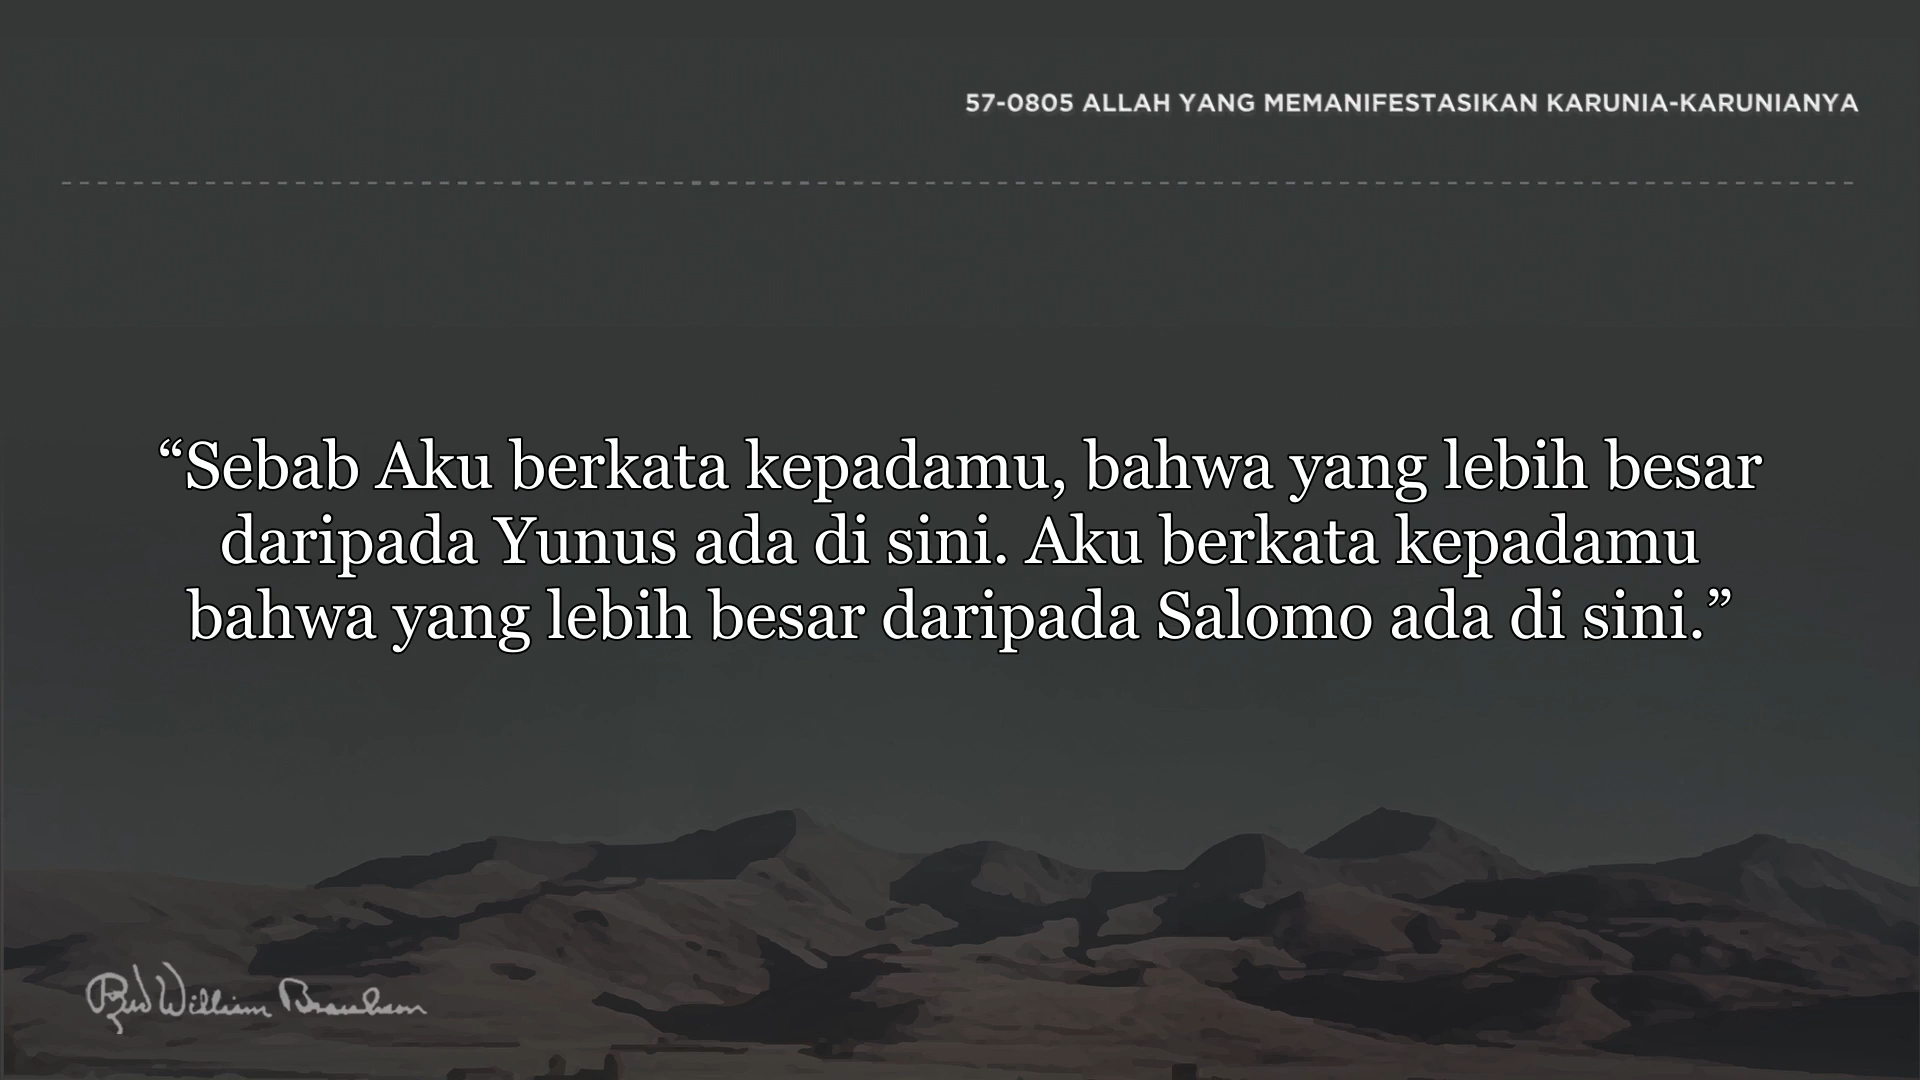 57-0805 ALLAH YANG MEMANIFESTASIKAN KARUNIA-KARUNIANYA
“Sebab Aku berkata kepadamu, bahwa yang lebih besar
daripada Yunus ada di sini. Aku berkata kepadamu
bahwa yang lebih besar daripada Salomo ada di sini.”
Rev William Branham